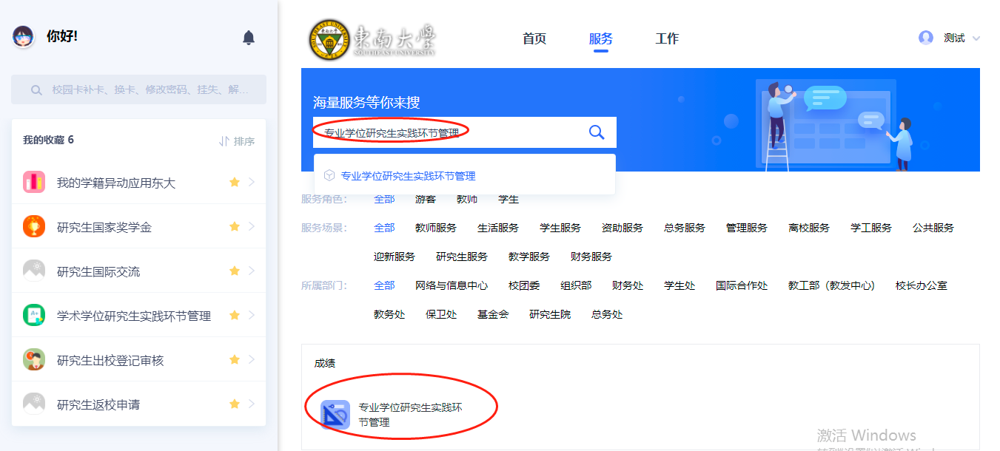 你好!
校园卡补卡、换卡、修改密码、挂失、解...
我的收藏 6
排序
我的学籍异动应用东大
研究生国家奖学金
研究生国际交流
学术学位研究生实践环节管理
研究生出校登记审核
研究生返校申请
東南大學
SOUTHEAST UNIVERSITY
首页 服务 工作 测试
海量服务等你来搜
专业学位研究生实践环节管理
专业学位研究生实践环节管理
服务角色： 全部 游客 教师 学生
服务场景： 全部 教师服务 生活服务 学生服务 资助服务 总务服务 管理服务 离校服务 学工服务 公共服务
迎新服务 研究生服务 教学服务 财务服务
所属部门： 全部 网络与信息中心 校团委 组织部 财务处 学生处 国际合作处 教工部（教发中心） 校长办公室
教务处 保卫处 基金会 研究生院 总务处
成绩
专业学位研究生实践环
节管理
激活 Windows